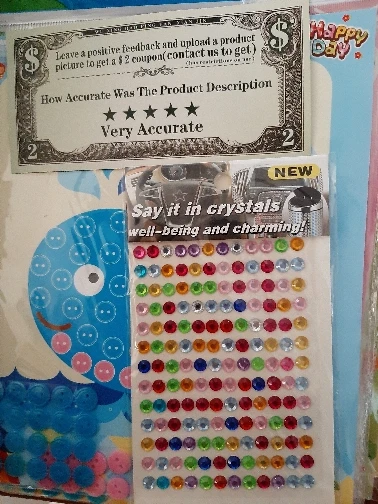 $ $
Leave a positive feedback and upload a product
picture to get a $ 2 coupon(contact us to get)
How Accurate Was The Product Description
★★★★★
Very Accurate
2 2
HAPPY
DAY
NEW
Say it in crystals
well-being and charming!